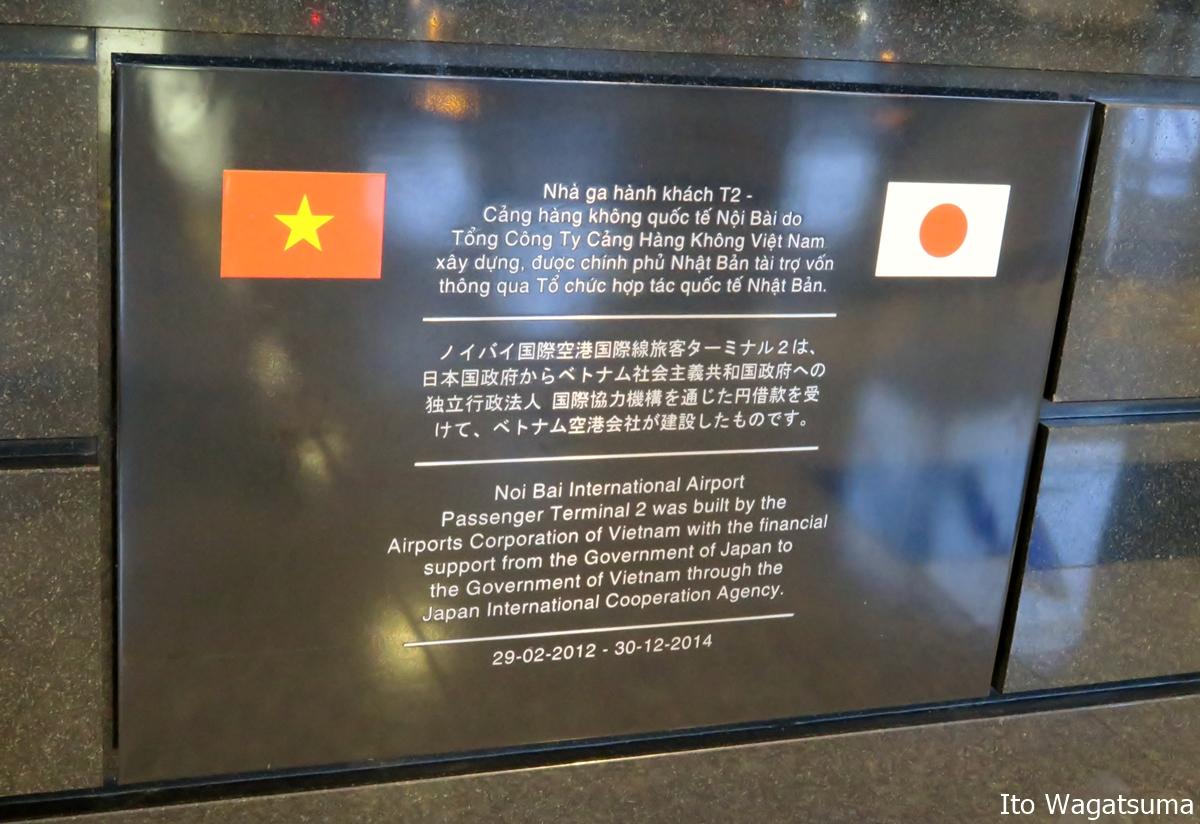 Nhà ga hành khách T2 -
Cảng hàng không quốc tế Nội Bài do
Tổng Công Ty Cảng Hàng Không Việt Nam
xây dựng, được chính phủ Nhật Bản tài trợ vốn
thông qua Tổ chức hợp tác quốc tế Nhật Bản.
ノイバイ国際空港国際線旅客ターミナル2は、
日本国政府からベトナム社会主義共和国政府への
独立行政法人 国際協力機構を通じた円借款を受
けて、ベトナム空港会社が建設したものです。
Noi Bai International Airport
Passenger Terminal 2 was built by the
Airports Corporation of Vietnam with the financial
support from the Government of Japan to
the Government of Vietnam through the
Japan International Cooperation Agency.
29-02-2012 - 30-12-2014
Ito Wagatsuma